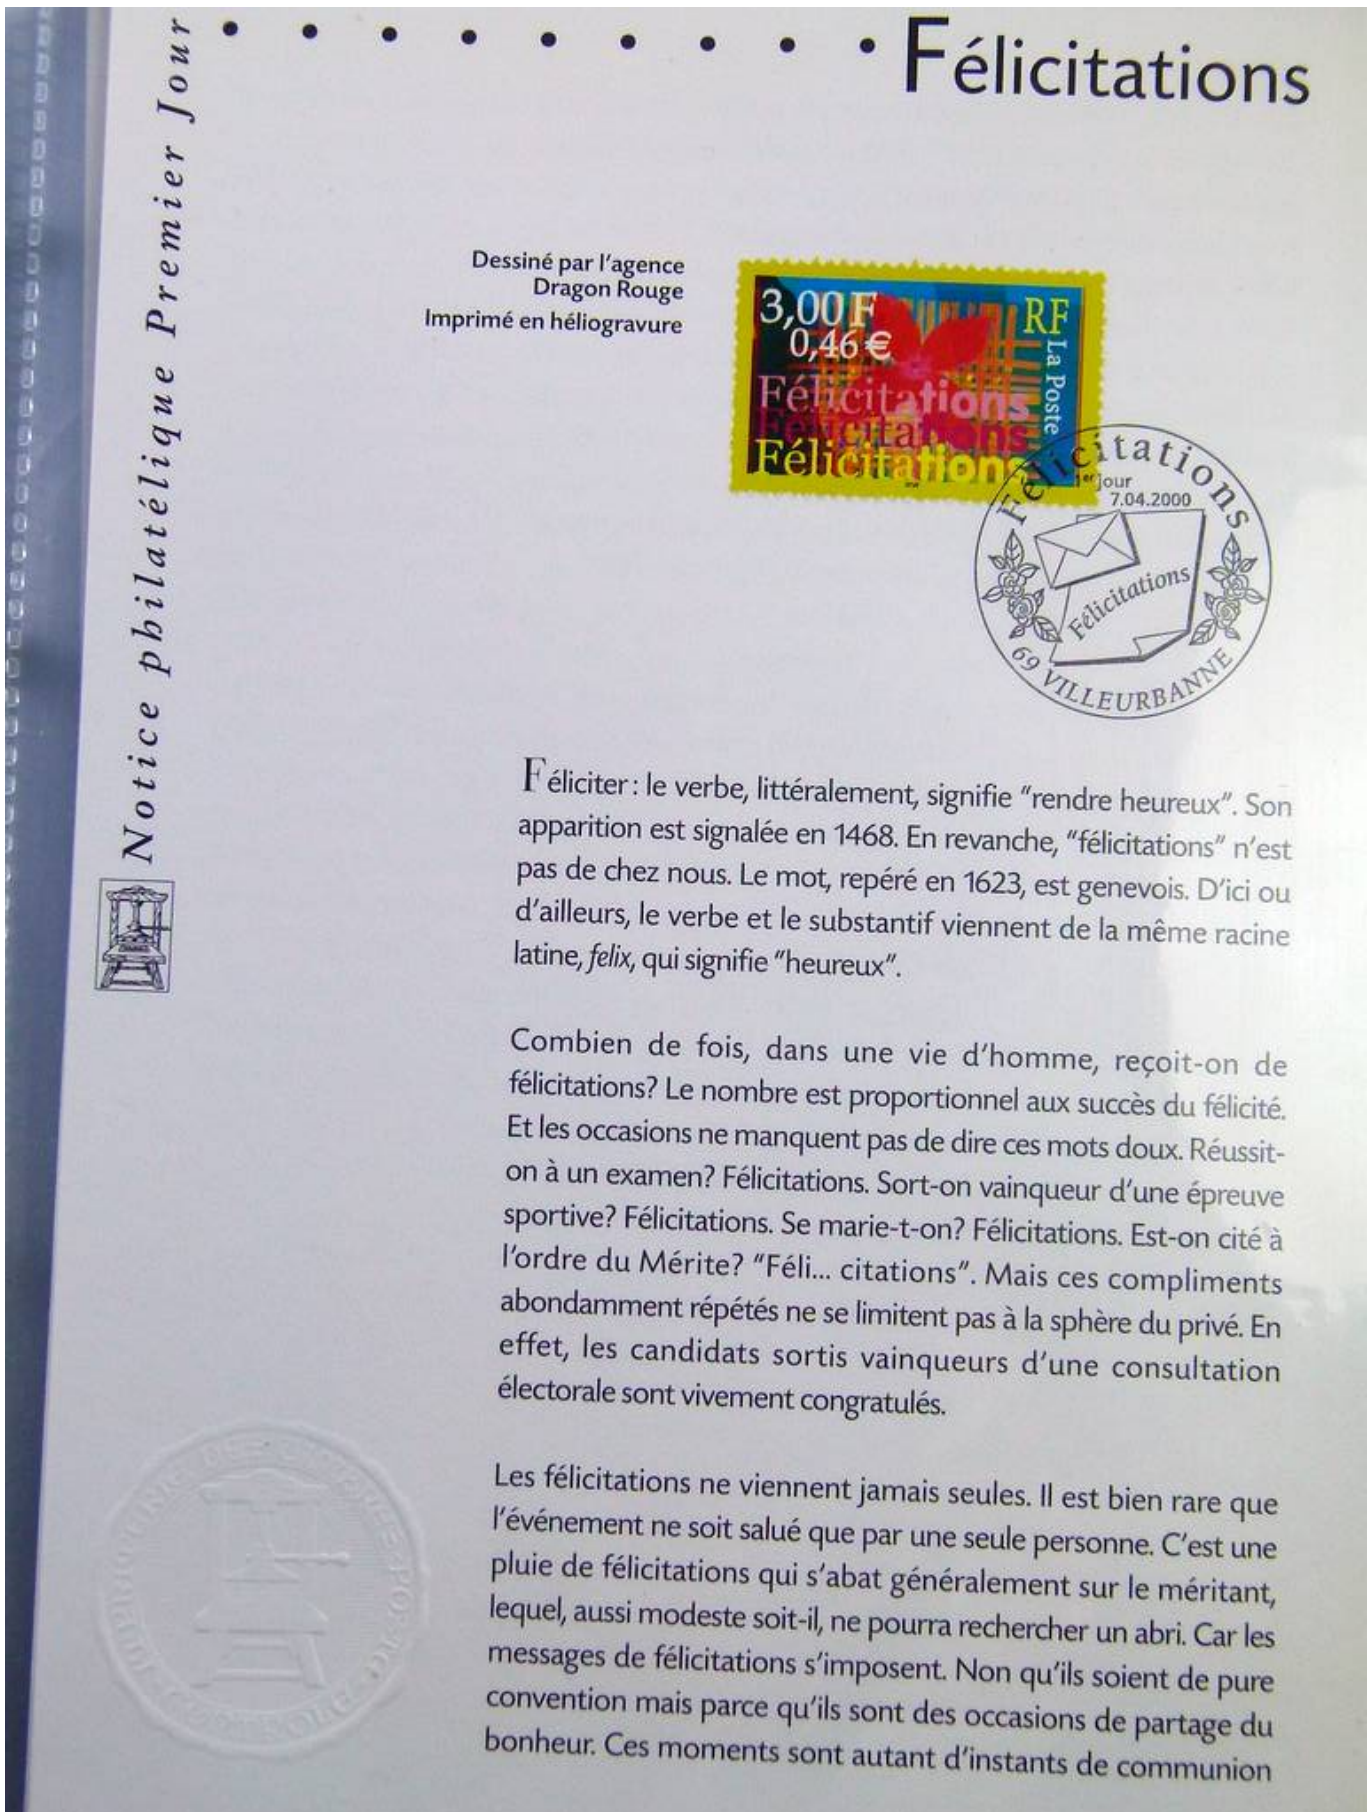 Félicitations
Notice philatélique Premier Jour
Dessiné par l'agence
Dragon Rouge
Imprimé en héliogravure
3,00 F
0,46 €
RF
La Poste
Félicitations
Félicitations
Félicitations
Félicitations
1er jour
7.04.2000
Félicitations
69 VILLEURBANNE
Féliciter : le verbe, littéralement, signifie "rendre heureux". Son
apparition est signalée en 1468. En revanche, "félicitations" n'est
pas de chez nous. Le mot, repéré en 1623, est genevois. D'ici ou
d'ailleurs, le verbe et le substantif viennent de la même racine
latine, felix, qui signifie "heureux".
Combien de fois, dans une vie d'homme, reçoit-on de
félicitations? Le nombre est proportionnel aux succès du félicité.
Et les occasions ne manquent pas de dire ces mots doux. Réussit-
on à un examen? Félicitations. Sort-on vainqueur d'une épreuve
sportive? Félicitations. Se marie-t-on? Félicitations. Est-on cité à
l'ordre du Mérite? "Féli... citations". Mais ces compliments
abondamment répétés ne se limitent pas à la sphère du privé. En
effet, les candidats sortis vainqueurs d'une consultation
électorale sont vivement congratulés.
Les félicitations ne viennent jamais seules. Il est bien rare que
l'événement ne soit salué que par une seule personne. C'est une
pluie de félicitations qui s'abat généralement sur le méritant,
lequel, aussi modeste soit-il, ne pourra rechercher un abri. Car les
messages de félicitations s'imposent. Non qu'ils soient de pure
convention mais parce qu'ils sont des occasions de partage du
bonheur. Ces moments sont autant d'instants de communion